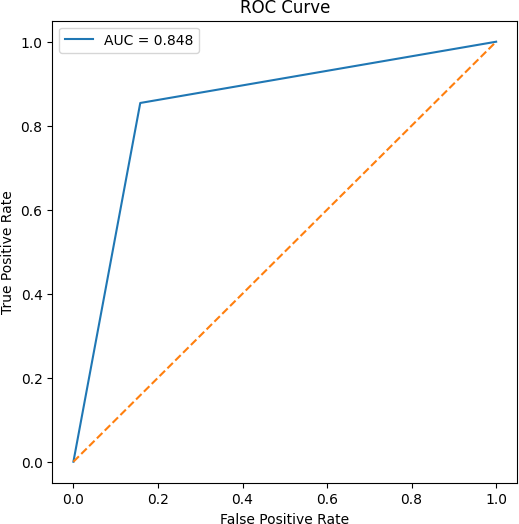 ROC Curve
AUC = 0.848
1.0
0.8
0.6
0.4
0.2
0.0
True Positive Rate
0.0 0.2 0.4 0.6 0.8 1.0
False Positive Rate